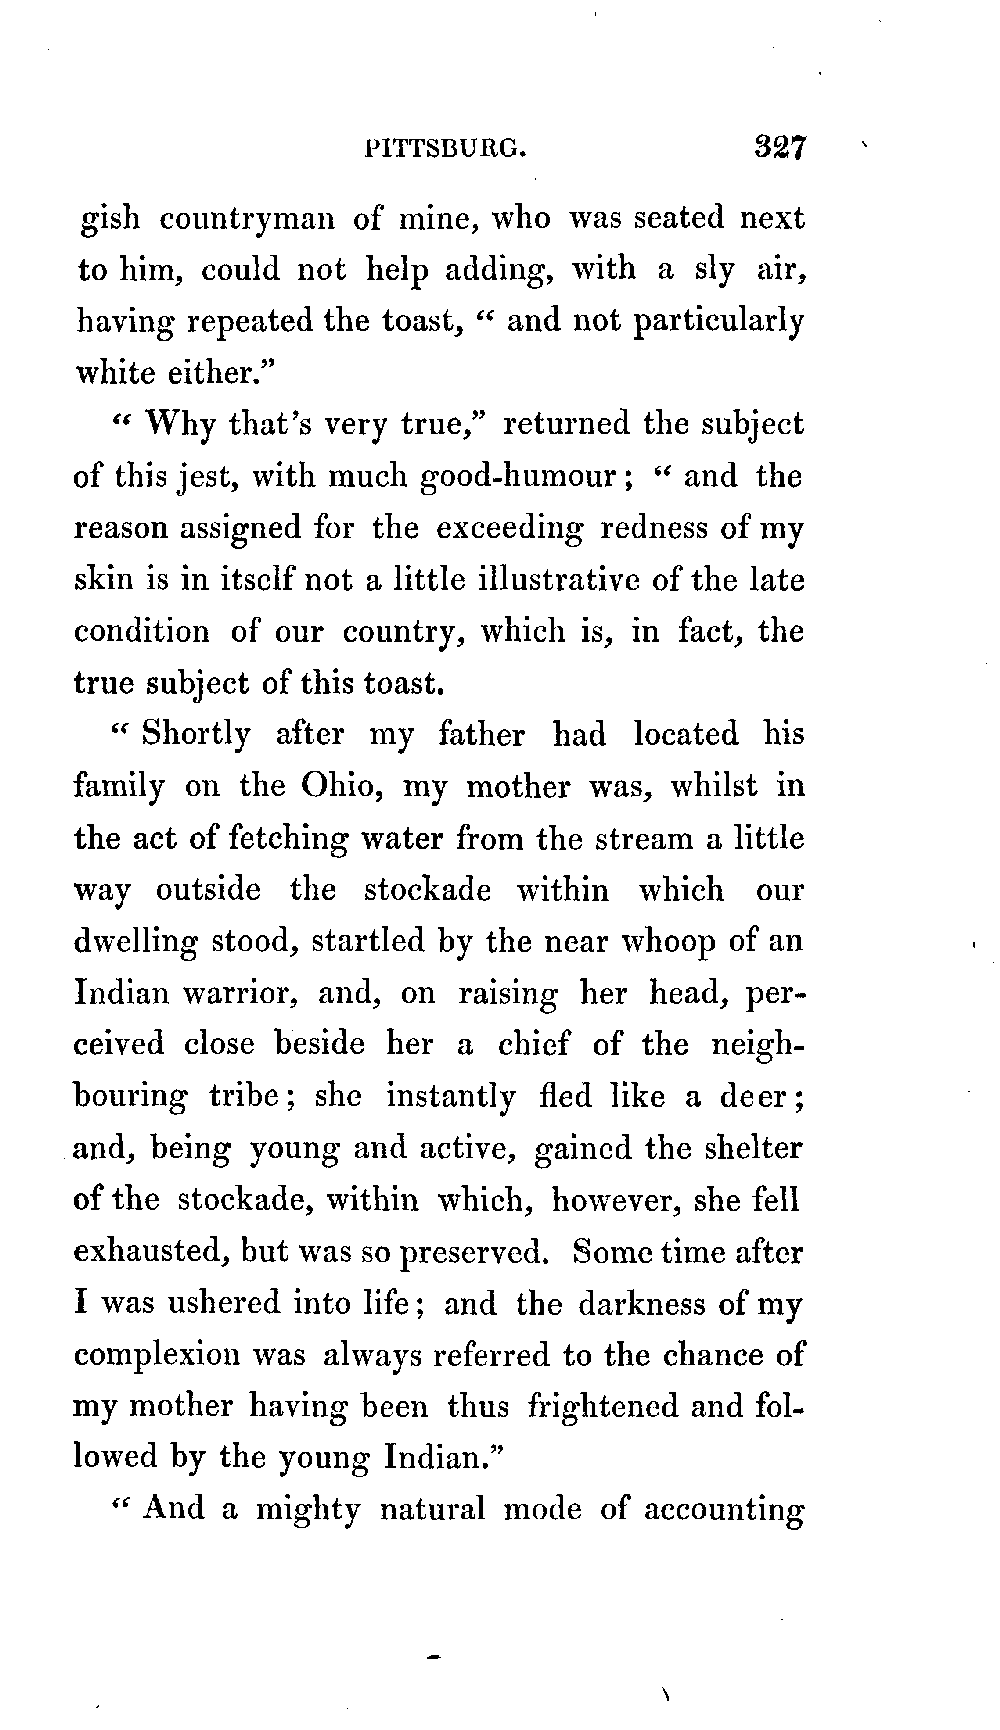 PITTSBURG. 327
gish countryman of mine, who was seated next
to him, could not help adding, with a sly air,
having repeated the toast, “ and not particularly
white either.”
“ Why that's very true,” returned the subject
of this jest, with much good-humour ; “ and the
reason assigned for the exceeding redness of my
skin is in itself not a little illustrative of the late
condition of our country, which is, in fact, the
true subject of this toast.
“ Shortly after my father had located his
family on the Ohio, my mother was, whilst in
the act of fetching water from the stream a little
way outside the stockade within which our
dwelling stood, startled by the near whoop of an
Indian warrior, and, on raising her head, per-
ceived close beside her a chief of the neigh-
bouring tribe ; she instantly fled like a deer ;
and, being young and active, gained the shelter
of the stockade, within which, however, she fell
exhausted, but was so preserved. Some time after
I was ushered into life ; and the darkness of my
complexion was always referred to the chance of
my mother having been thus frightened and fol-
lowed by the young Indian.”
“ And a mighty natural mode of accounting